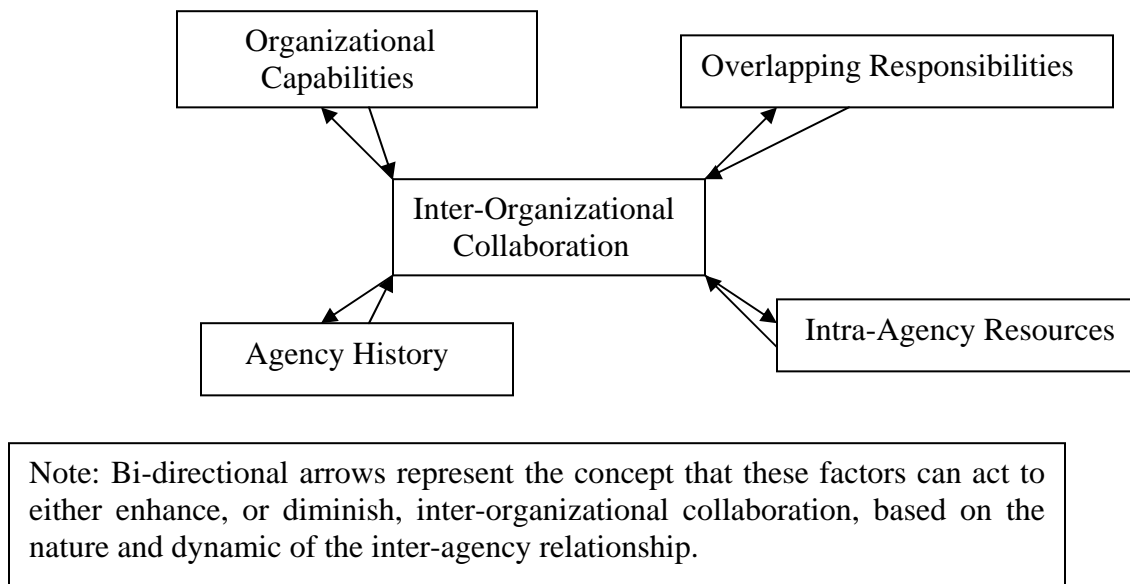 Organizational
Capabilities
Overlapping Responsibilities
Inter-Organizational
Collaboration
Agency History
Intra-Agency Resources
Note: Bi-directional arrows represent the concept that these factors can act to
either enhance, or diminish, inter-organizational collaboration, based on the
nature and dynamic of the inter-agency relationship.